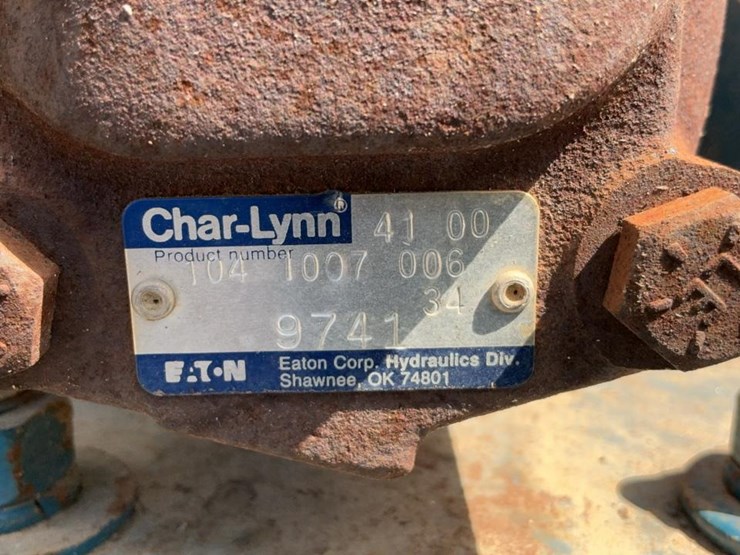 Char-Lynn® 41 00
Product number
104 1007 006
34
9741
EATON Eaton Corp. Hydraulics Div.
Shawnee, OK 74801